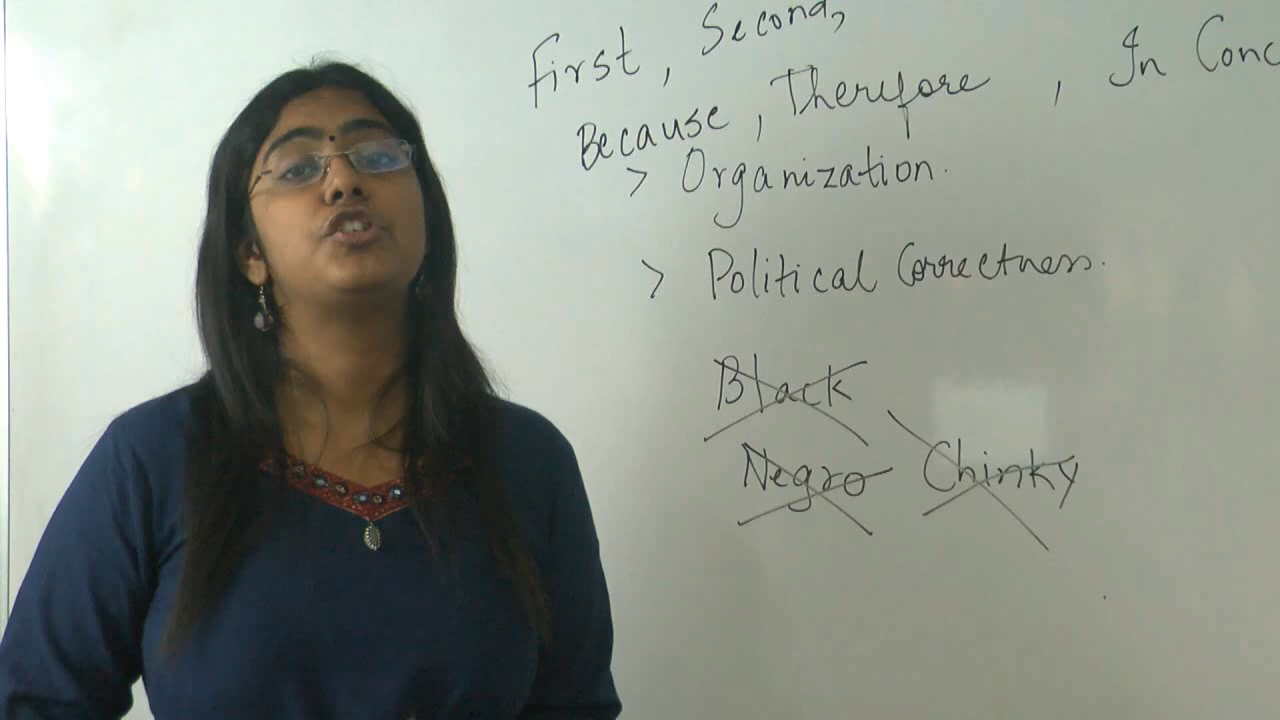 First, Second,
Because, Therefore, In Conc
> Organization.
> Political Correctness.
Black
Negro Chinky